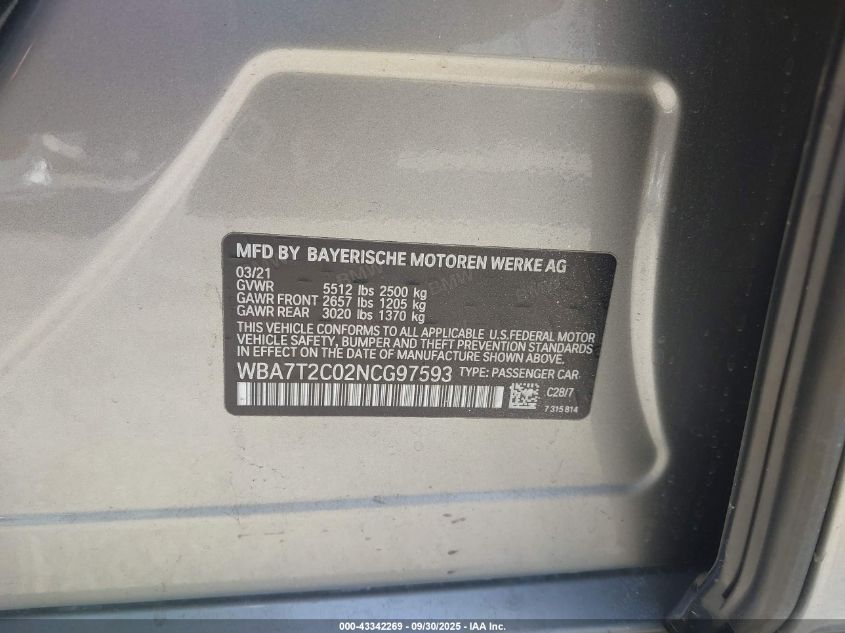 MFD BY BAYERISCHE MOTOREN WERKE AG
03/21
GVWR 5512 lbs 2500 kg
GAWR FRONT 2657 lbs 1205 kg
GAWR REAR 3020 lbs 1370 kg
THIS VEHICLE CONFORMS TO ALL APPLICABLE U.S.FEDERAL MOTOR
VEHICLE SAFETY, BUMPER AND THEFT PREVENTION STANDARDS
IN EFFECT ON THE DATE OF MANUFACTURE SHOWN ABOVE.
WBA7T2C02NCG97593 TYPE: PASSENGER CAR
C28/7
7 315 814
000-43342269 - 09/30/2025 - IAA Inc.